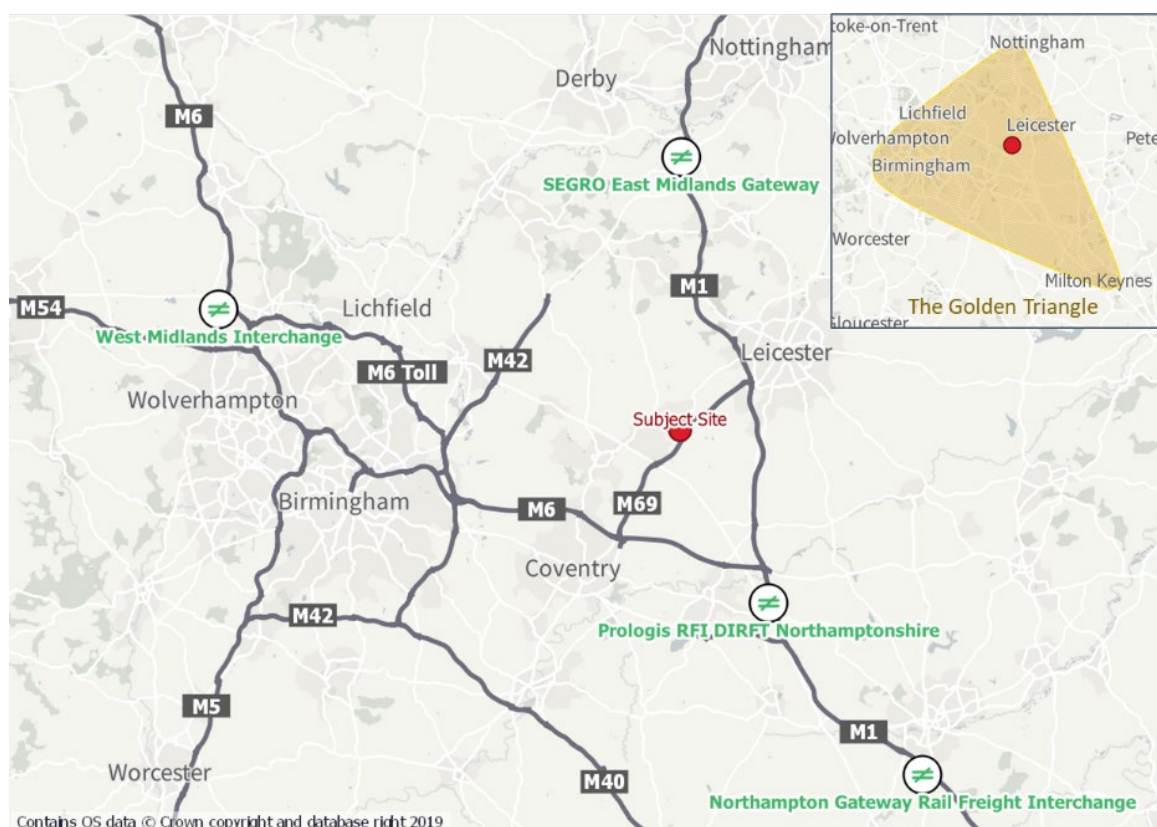 Nottingham
Derby
M6
SEGRO East Midlands Gateway
M1
M54
Lichfield
West Midlands Interchange
M42
M6 Toll
Leicester
Wolverhampton
Subject Site
Birmingham
M6
M69
Coventry
M42
Prologis RFI DIRFT Northamptonshire
M5
M1
Worcester
M40
Northampton Gateway Rail Freight Interchange
Contains OS data © Crown copyright and database right 2019
toke-on-Trent
Nottingham
Lichfield
Leicester
Wolverhampton
Pete
Birmingham
Worcester
Milton Keynes
The Golden Triangle
Gloucester